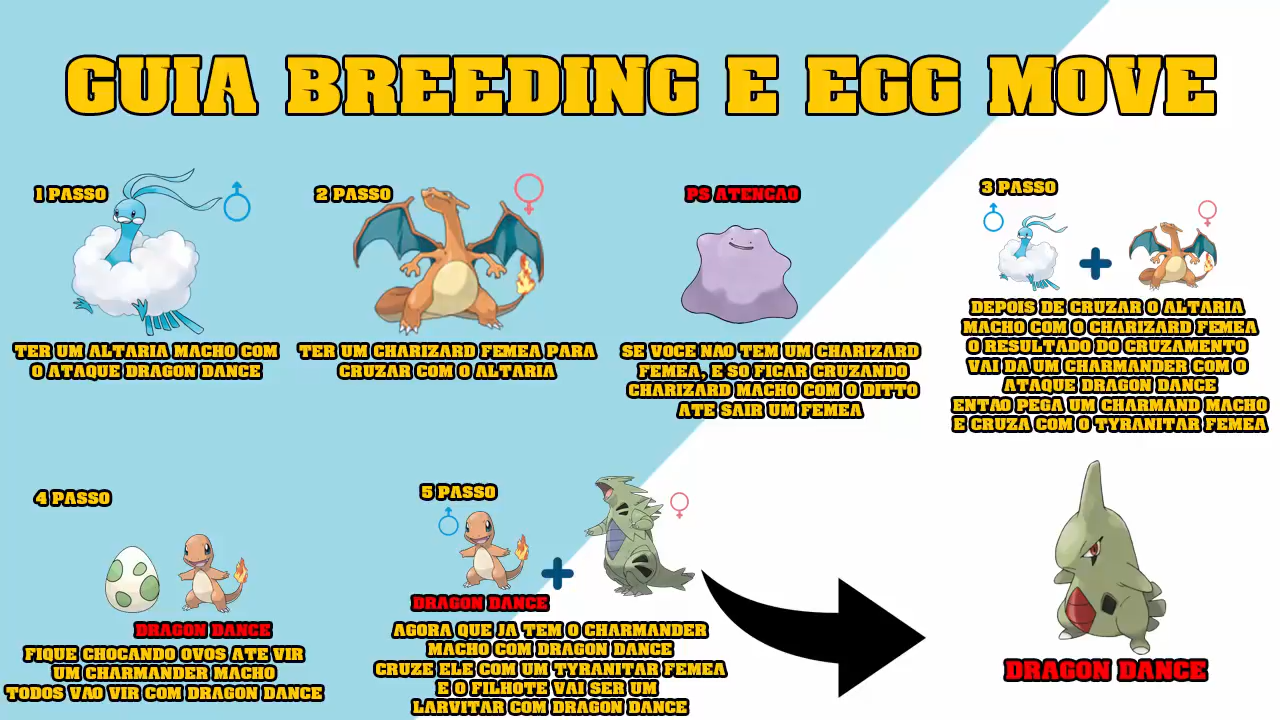 GUIA BREEDING E EGG MOVE
1 PASSO
TER UM ALTARIA MACHO COM
O ATAQUE DRAGON DANCE
2 PASSO
TER UM CHARIZARD FEMEA PARA
CRUZAR COM O ALTARIA
PS ATENCAO
SE VOCE NAO TEM UM CHARIZARD
FEMEA, E SO FICAR CRUZANDO
CHARIZARD MACHO COM O DITTO
ATE SAIR UM FEMEA
3 PASSO
DEPOIS DE CRUZAR O ALTARIA
MACHO COM O CHARIZARD FEMEA
O RESULTADO DO CRUZAMENTO
VAI DA UM CHARMANDER COM O
ATAQUE DRAGON DANCE
ENTAO PEGA UM CHARMAND MACHO
E CRUZA COM O TYRANITAR FEMEA
4 PASSO
DRAGON DANCE
FIQUE CHOCANDO OVOS ATE VIR
UM CHARMANDER MACHO
TODOS VAO VIR COM DRAGON DANCE
5 PASSO
DRAGON DANCE
AGORA QUE JA TEM O CHARMANDER
MACHO COM DRAGON DANCE
CRUZE ELE COM UM TYRANITAR FEMEA
E O FILHOTE VAI SER UM
LARVITAR COM DRAGON DANCE
DRAGON DANCE